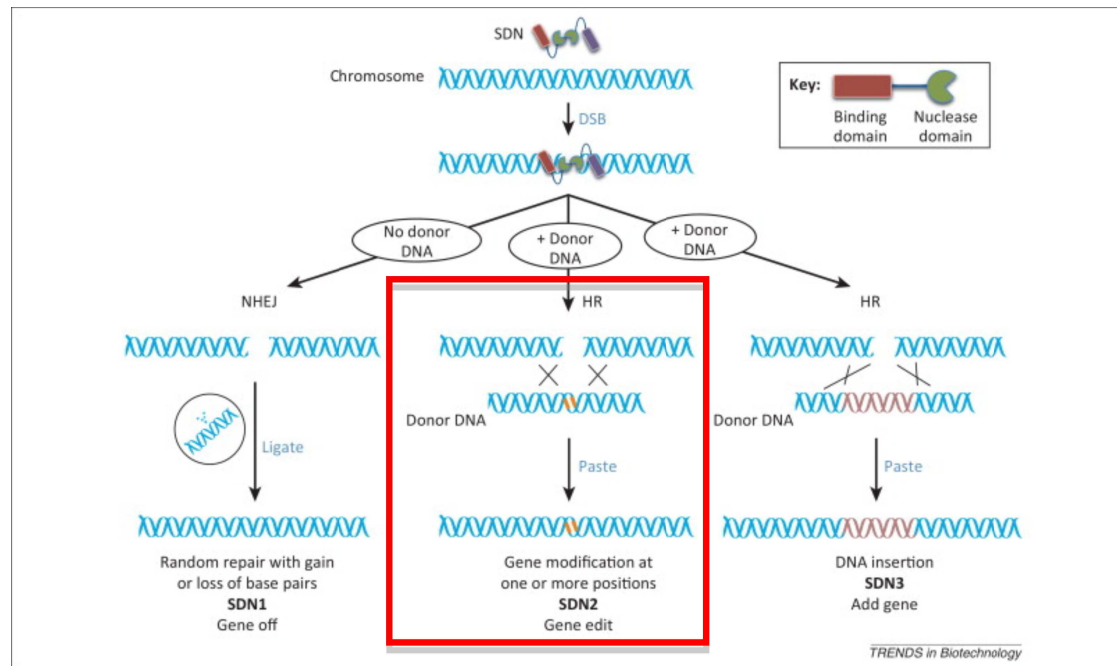 SDN
Chromosome
Key:
Binding
domain
Nuclease
domain
DSB
No donor
DNA
+ Donor
DNA
+ Donor
DNA
NHEJ
HR
HR
Donor DNA
Donor DNA
Ligate
Paste
Paste
Random repair with gain
or loss of base pairs
SDN1
Gene off
Gene modification at
one or more positions
SDN2
Gene edit
DNA insertion
SDN3
Add gene
TRENDS in Biotechnology